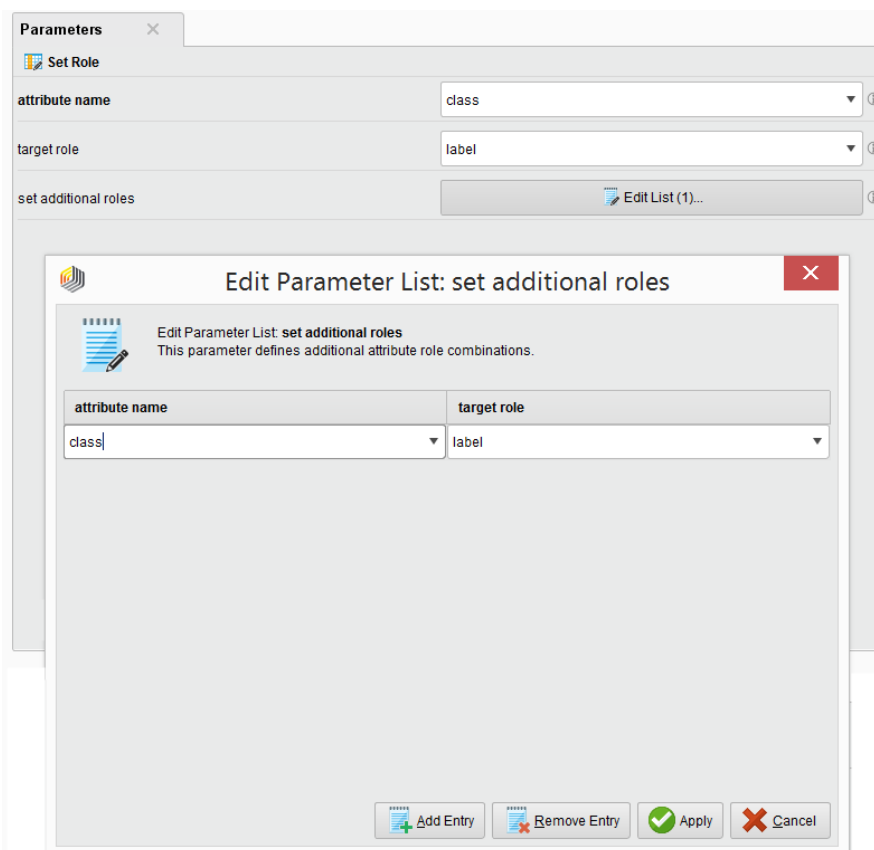 Parameters
Set Role
attribute name class
target role label
set additional roles Edit List (1)...
Edit Parameter List: set additional roles
Edit Parameter List: set additional roles
This parameter defines additional attribute role combinations.
attribute name target role
class label
Add Entry Remove Entry Apply Cancel